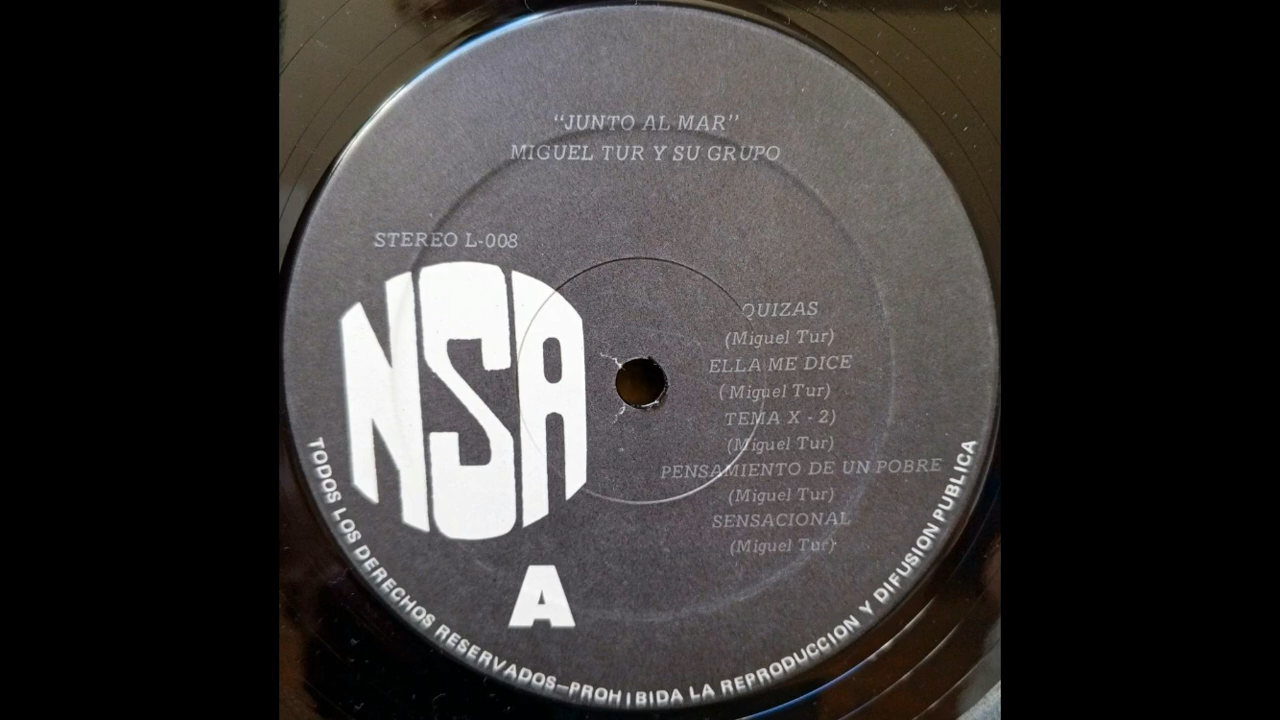 "JUNTO AL MAR"
MIGUEL TUR Y SU GRUPO
STEREO L-008
NSA
QUIZAS
(Miguel Tur)
ELLA ME DICE
(Miguel Tur)
TEMA X - 2)
(Miguel Tur)
PENSAMIENTO DE UN POBRE
(Miguel Tur)
SENSACIONAL
(Miguel Tur)
A
TODOS LOS DERECHOS RESERVADOS-PROHIBIDA LA REPRODUCCION Y DIFUSION PUBLICA